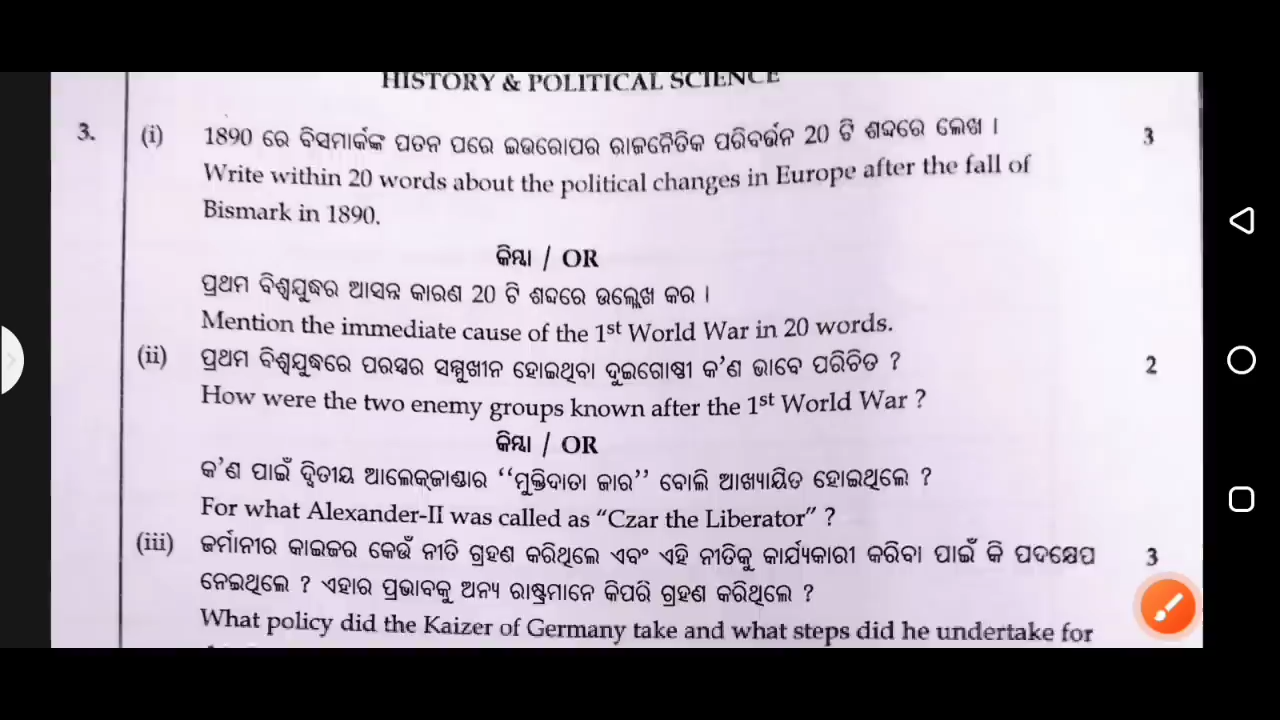 HISTORY & POLITICAL SCIENCE
3. (i) 1890 ରେ ବିସମାର୍କଙ୍କ ପତନ ପରେ ଇଉରୋପର ରାଜନୈତିକ ପରିବର୍ତ୍ତନ 20 ଟି ଶବ୍ଦରେ ଲେଖ । 3
Write within 20 words about the political changes in Europe after the fall of
Bismark in 1890.
କିମ୍ବା / OR
ପ୍ରଥମ ବିଶ୍ୱଯୁଦ୍ଧର ଆସନ୍ନ କାରଣ 20 ଟି ଶବ୍ଦରେ ଉଲ୍ଲେଖ କର ।
Mention the immediate cause of the 1st World War in 20 words.
(ii) ପ୍ରଥମ ବିଶ୍ୱଯୁଦ୍ଧରେ ପରସ୍ପର ସମ୍ମୁଖୀନ ହୋଇଥିବା ଦୁଇଗୋଷ୍ଠୀ କ'ଣ ଭାବେ ପରିଚିତ ? 2
How were the two enemy groups known after the 1st World War ?
କିମ୍ବା / OR
କ'ଣ ପାଇଁ ଦ୍ୱିତୀୟ ଆଲେକ୍‌ଜାଣ୍ଡାର ‘‘ମୁକ୍ତିଦାତା ଜାର’’ ବୋଲି ଆଖ୍ୟାୟିତ ହୋଇଥିଲେ ?
For what Alexander-II was called as “Czar the Liberator” ?
(iii) ଜର୍ମାନୀର କାଇଜର କେଉଁ ନୀତି ଗ୍ରହଣ କରିଥିଲେ ଏବଂ ଏହି ନୀତିକୁ କାର୍ଯ୍ୟକାରୀ କରିବା ପାଇଁ କି ପଦକ୍ଷେପ 3
ନେଇଥିଲେ ? ଏହାର ପ୍ରଭାବକୁ ଅନ୍ୟ ରାଷ୍ଟ୍ରମାନେ କିପରି ଗ୍ରହଣ କରିଥିଲେ ?
What policy did the Kaizer of Germany take and what steps did he undertake for